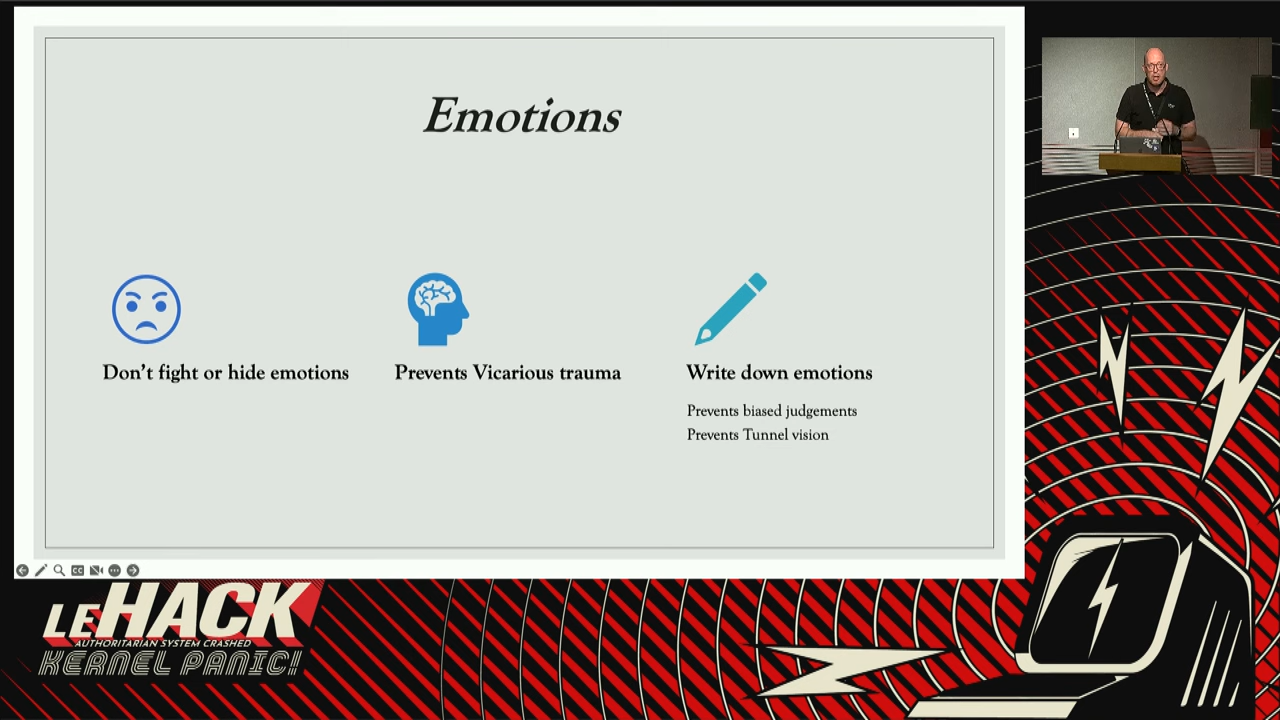 Emotions
Don't fight or hide emotions
Prevents Vicarious trauma
Write down emotions
Prevents biased judgements
Prevents Tunnel vision
CC
LEHACK
AUTHORITARIAN SYSTEM CRASHED
KERNEL PANIC!